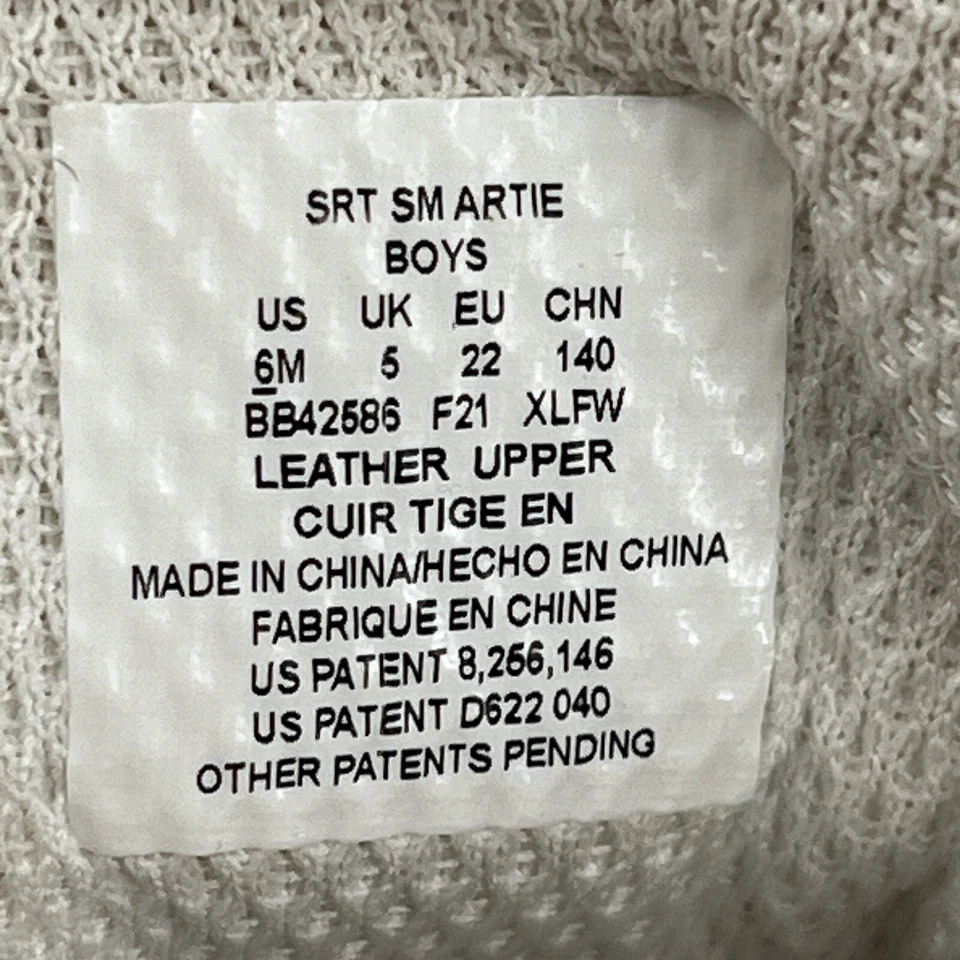 SRT SM ARTIE
BOYS
US UK EU CHN
6M 5 22 140
BB42586 F21 XLFW
LEATHER UPPER
CUIR TIGE EN
MADE IN CHINA/HECHO EN CHINA
FABRIQUE EN CHINE
US PATENT 8,256,146
US PATENT D622 040
OTHER PATENTS PENDING